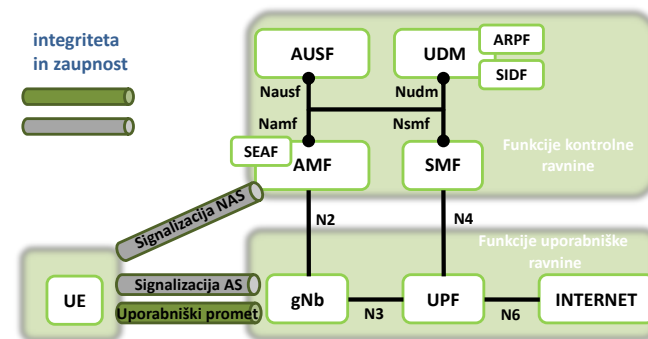 integriteta
in zaupnost
AUSF
UDM
ARPF
SIDF
Nausf
Nudm
Namf
Nsmf
SEAF
AMF
SMF
Funkcije kontrolne
ravnine
Signalizacija NAS
N2
N4
Funkcije uporabniške
ravnine
UE
Signalizacija AS
Uporabniški promet
gNb
N3
UPF
N6
INTERNET